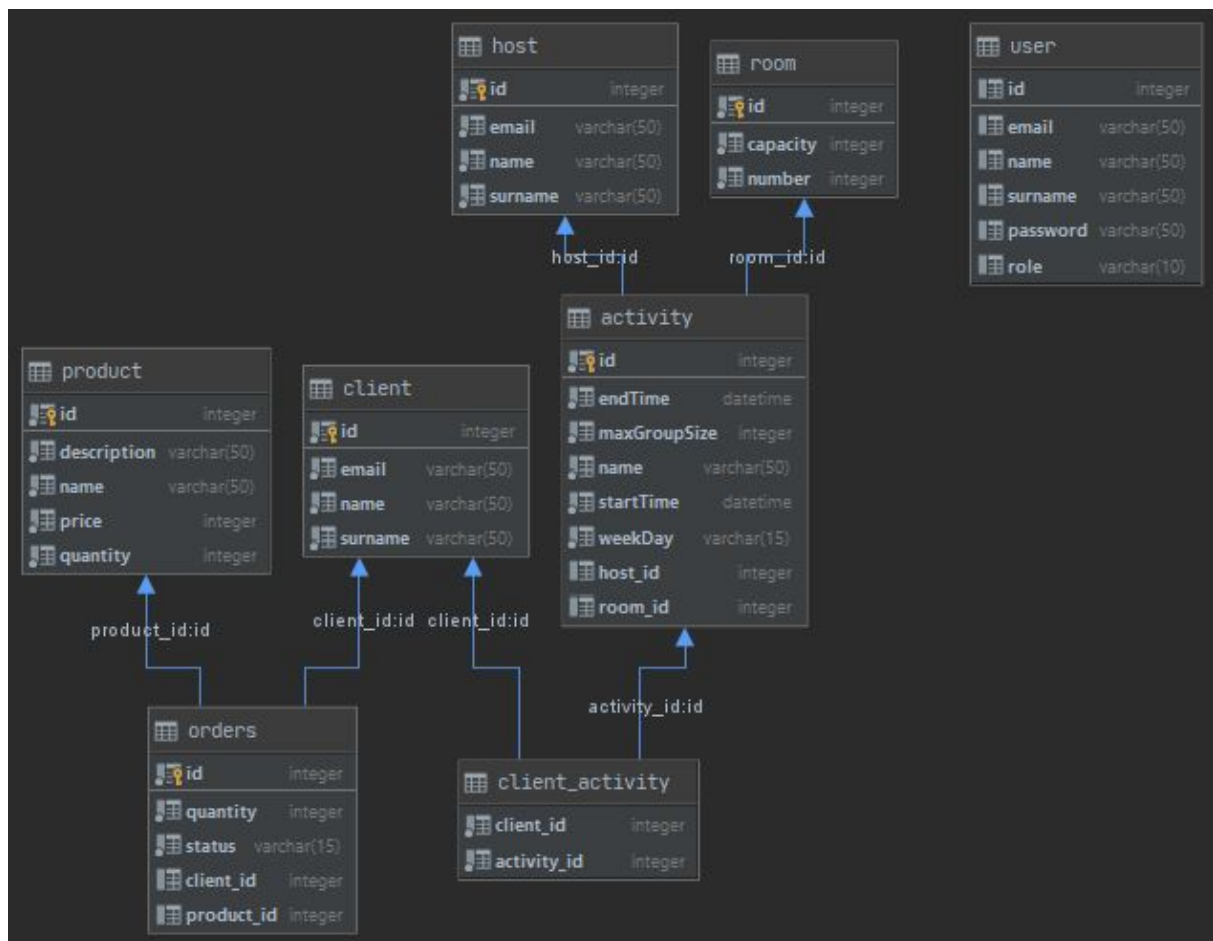 host
id integer
email varchar(50)
name varchar(50)
surname varchar(50)
room
id integer
capacity integer
number integer
user
id integer
email varchar(50)
name varchar(50)
surname varchar(50)
password varchar(50)
role varchar(10)
host_id:id
room_id:id
activity
id integer
endTime datetime
maxGroupSize integer
name varchar(50)
startTime datetime
weekDay varchar(15)
host_id integer
room_id integer
product
id integer
description varchar(50)
name varchar(50)
price integer
quantity integer
client
id integer
email varchar(50)
name varchar(50)
surname varchar(50)
product_id:id
client_id:id
client_id:id
activity_id:id
orders
id integer
quantity integer
status varchar(15)
client_id integer
product_id integer
client_activity
client_id integer
activity_id integer